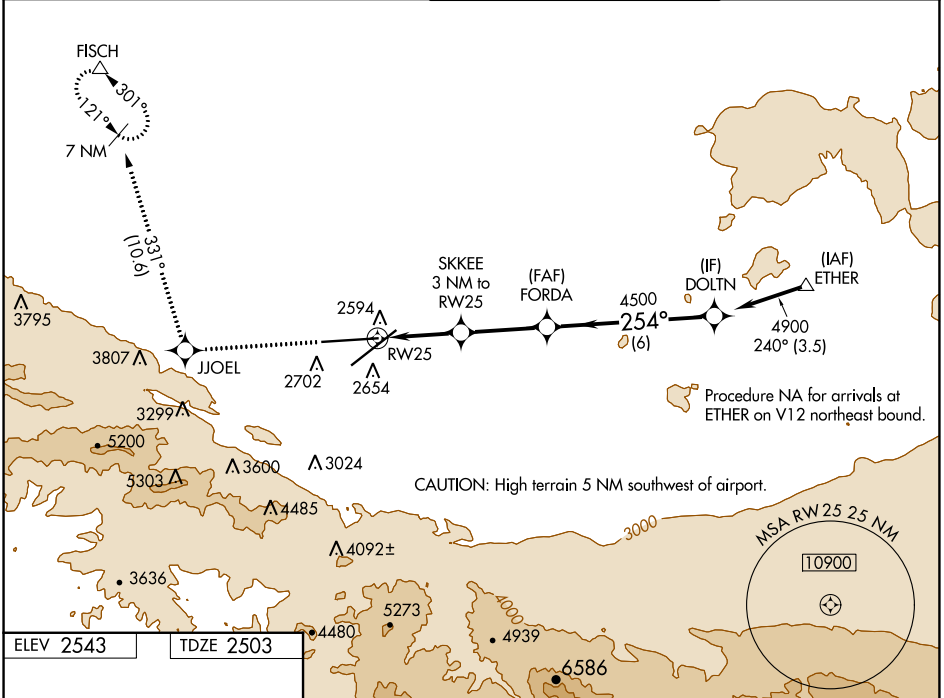 FISCH
301°
121°
7 NM
331°
(10.6)
SKKEE
3 NM to
RW25
(FAF)
FORDA
(IF)
DOLTN
(IAF)
ETHER
4500
254°
(6)
4900
240° (3.5)
2594
RW25
3795
3807
JJOEL
2702
2654
Procedure NA for arrivals at
ETHER on V12 northeast bound.
3299
5200
5303
3600
3024
4485
CAUTION: High terrain 5 NM southwest of airport.
3000
MSA RW25 25 NM
10900
4092±
3636
4000
5273
4480
4939
6586
ELEV 2543
TDZE 2503